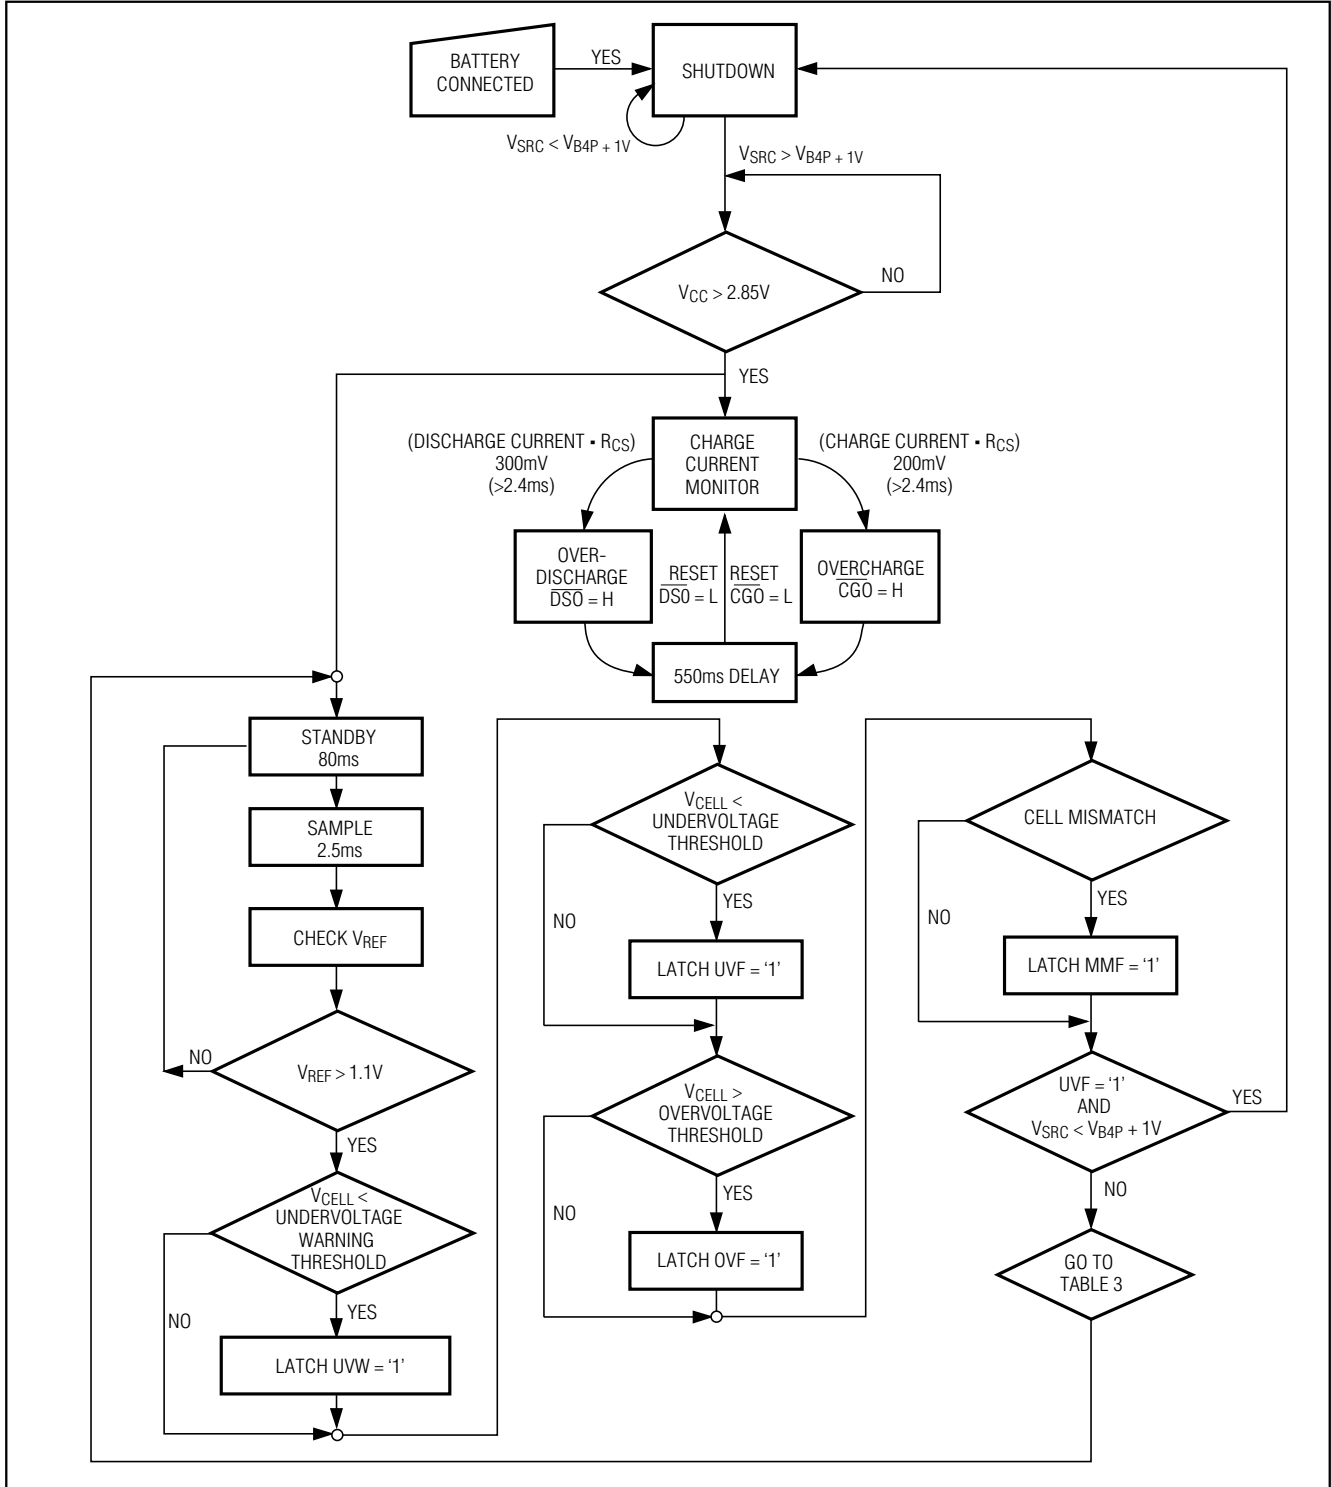 BATTERY
CONNECTED
YES
SHUTDOWN
VSRC < VB4P + 1V
VSRC > VB4P + 1V
VCC > 2.85V
NO
YES
(DISCHARGE CURRENT ▪ RCS)
300mV
(>2.4ms)
CHARGE
CURRENT
MONITOR
(CHARGE CURRENT ▪ RCS)
200mV
(>2.4ms)
OVER-
DISCHARGE
D̅S̅O̅ = H
RESET
D̅S̅0̅ = L
RESET
C̅G̅O̅ = L
OVERCHARGE
C̅G̅O̅ = H
550ms DELAY
STANDBY
80ms
SAMPLE
2.5ms
CHECK VREF
VREF > 1.1V
NO
YES
VCELL <
UNDERVOLTAGE
WARNING
THRESHOLD
NO
YES
LATCH UVW = ‘1’
VCELL <
UNDERVOLTAGE
THRESHOLD
NO
YES
LATCH UVF = ‘1’
VCELL >
OVERVOLTAGE
THRESHOLD
NO
YES
LATCH OVF = ‘1’
CELL MISMATCH
NO
YES
LATCH MMF = ‘1’
UVF = ‘1’
AND
VSRC < VB4P + 1V
YES
NO
GO TO
TABLE 3